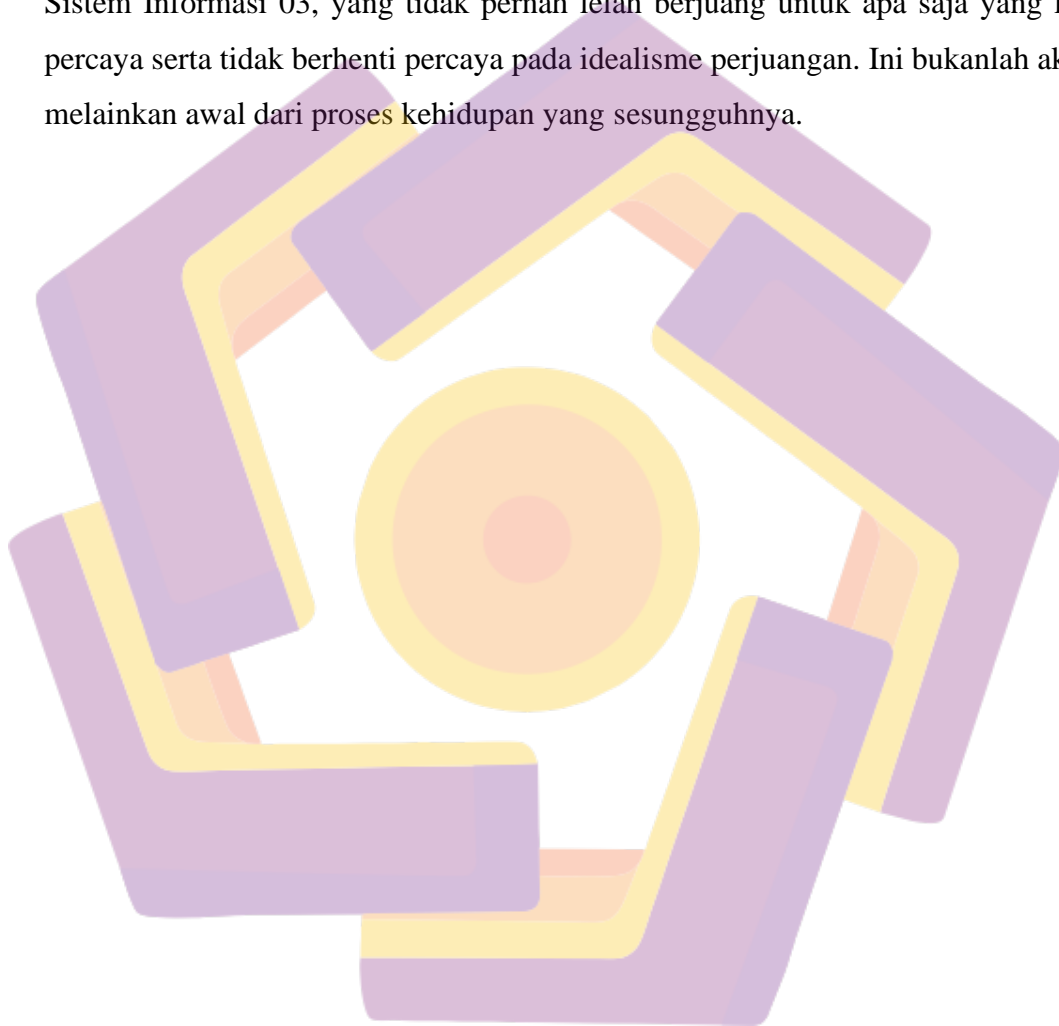 Sistem Informasi 03, yang tidak pernah lelah berjuang untuk apa saja yang
percaya serta tidak berhenti percaya pada idealisme perjuangan. Ini bukanlah
melainkan awal dari proses kehidupan yang sesungguhnya.